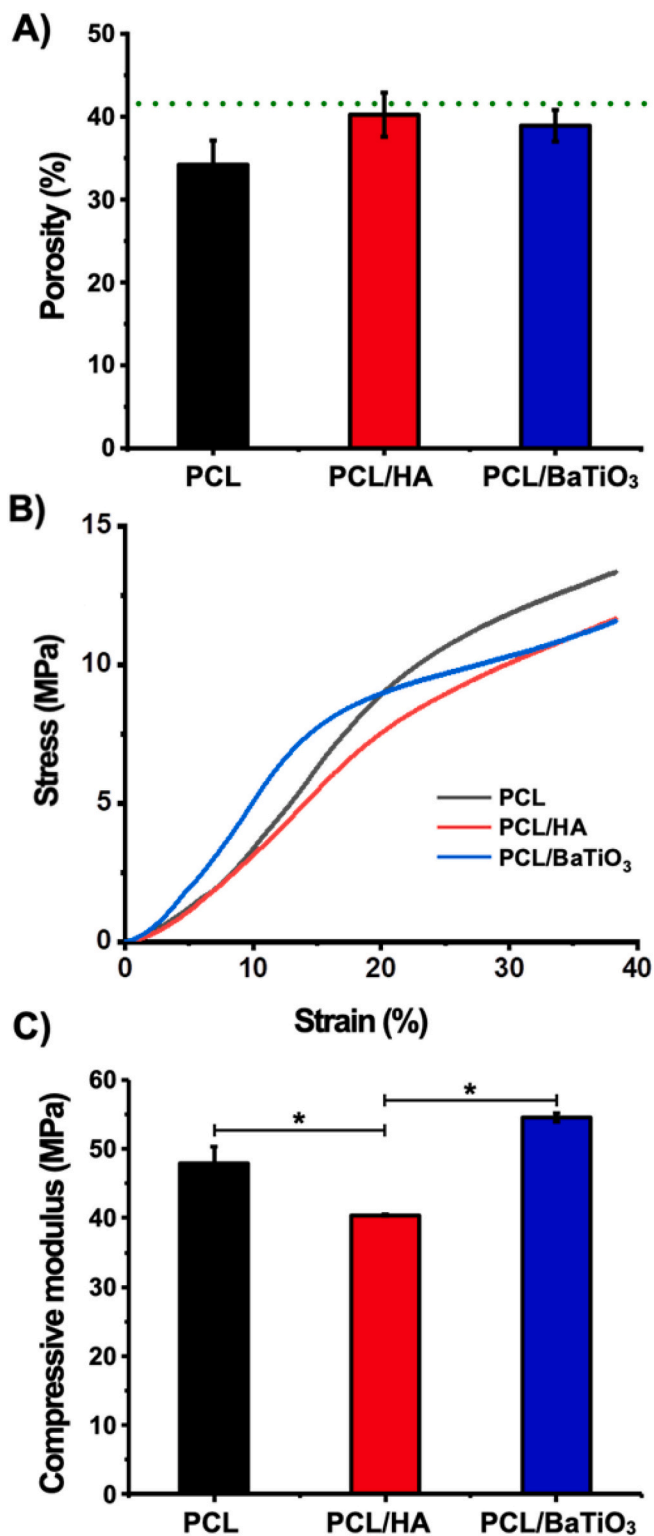 A)
50
40
30
20
10
0
Porosity (%)
PCL PCL/HA PCL/BaTiO₃
B)
15
10
5
0
Stress (MPa)
PCL
PCL/HA
PCL/BaTiO₃
0 10 20 30 40
Strain (%)
C)
60
50
40
30
20
10
0
Compressive modulus (MPa)
* *
PCL PCL/HA PCL/BaTiO₃